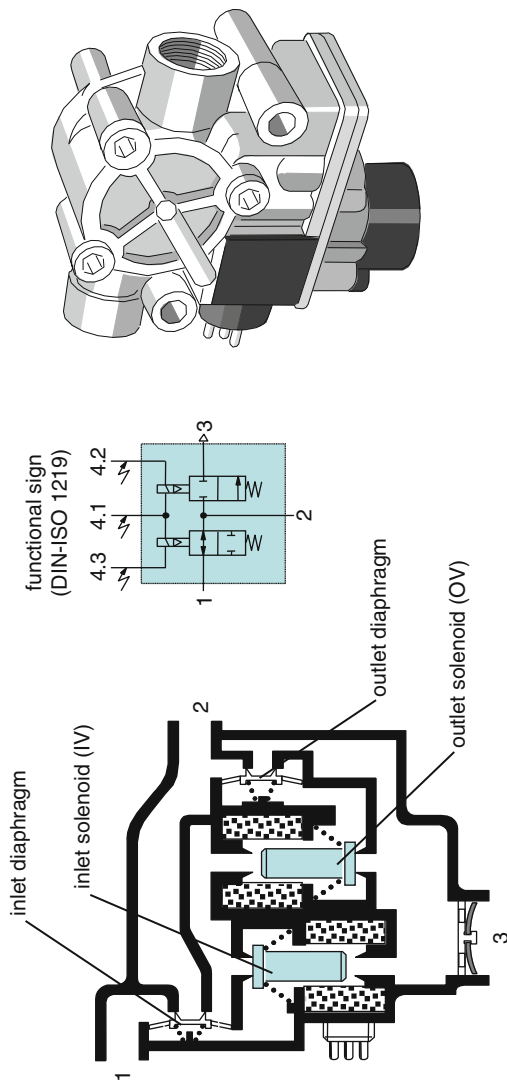 inlet diaphragm
inlet solenoid (IV)
1
2
3
outlet diaphragm
outlet solenoid (OV)
functional sign
(DIN-ISO 1219)
4.3
4.1
4.2
1
2
3